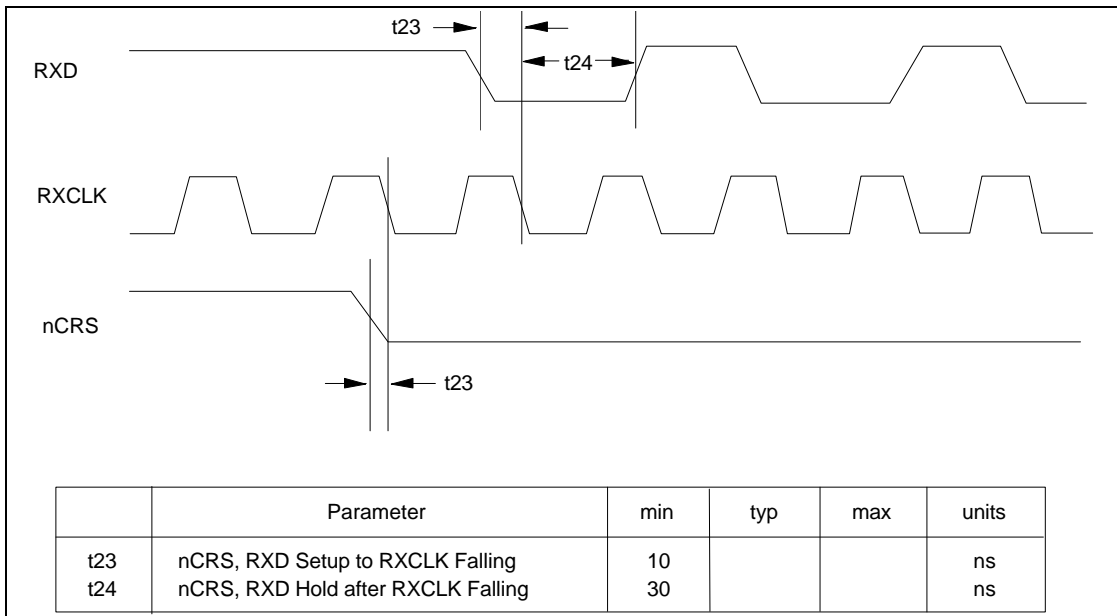 t23
RXD
t24
RXCLK
nCRS
t23
Parameter min typ max units
t23 nCRS, RXD Setup to RXCLK Falling 10 ns
t24 nCRS, RXD Hold after RXCLK Falling 30 ns